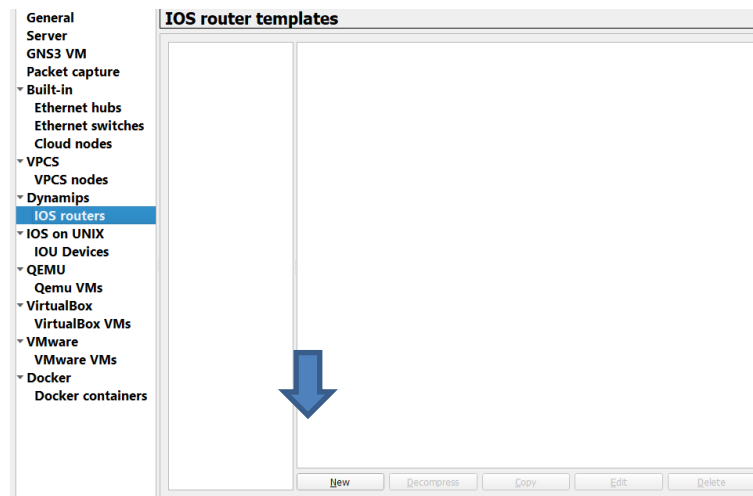 General
Server
GNS3 VM
Packet capture
Built-in
Ethernet hubs
Ethernet switches
Cloud nodes
VPCS
VPCS nodes
Dynamips
IOS routers
IOS on UNIX
IOU Devices
QEMU
Qemu VMs
VirtualBox
VirtualBox VMs
VMware
VMware VMs
Docker
Docker containers
IOS router templates
New Decompress Copy Edit Delete